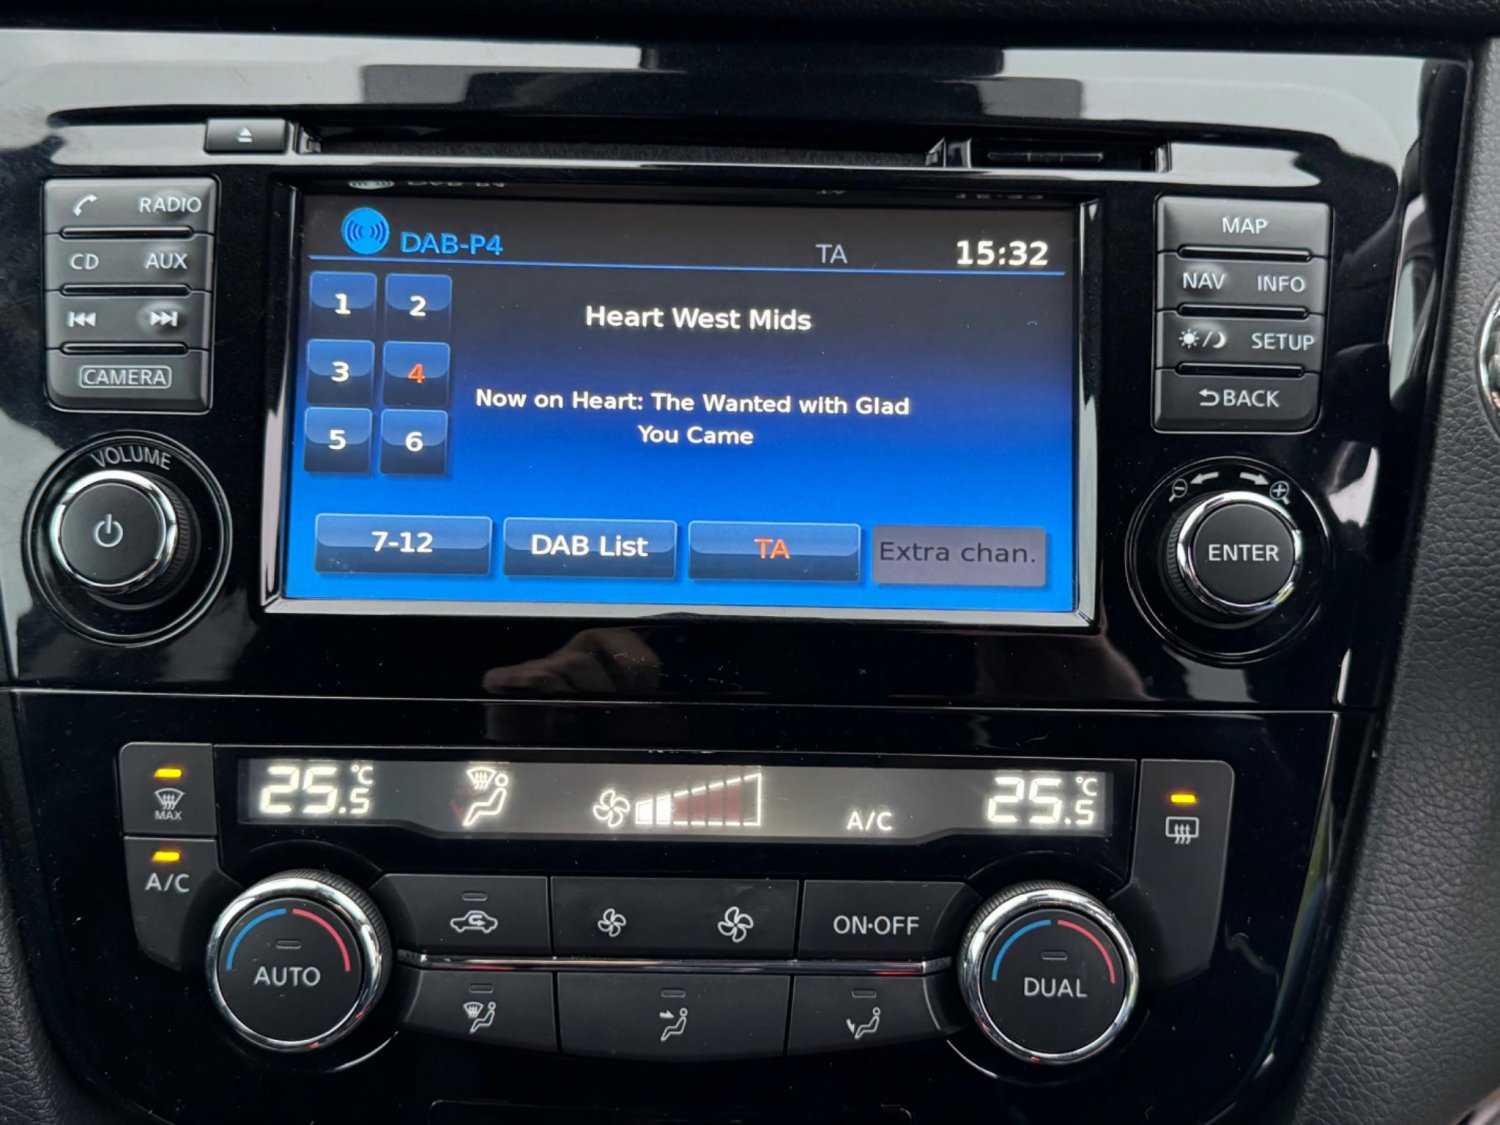 RADIO
CD AUX
CAMERA
VOLUME
DAB-P4 TA 15:32
1 2
3 4
5 6
Heart West Mids
Now on Heart: The Wanted with Glad
You Came
7-12 DAB List TA Extra chan.
MAP
NAV INFO
SETUP
BACK
ENTER
25.5°C A/C 25.5°C
MAX
A/C
AUTO
ON·OFF
DUAL